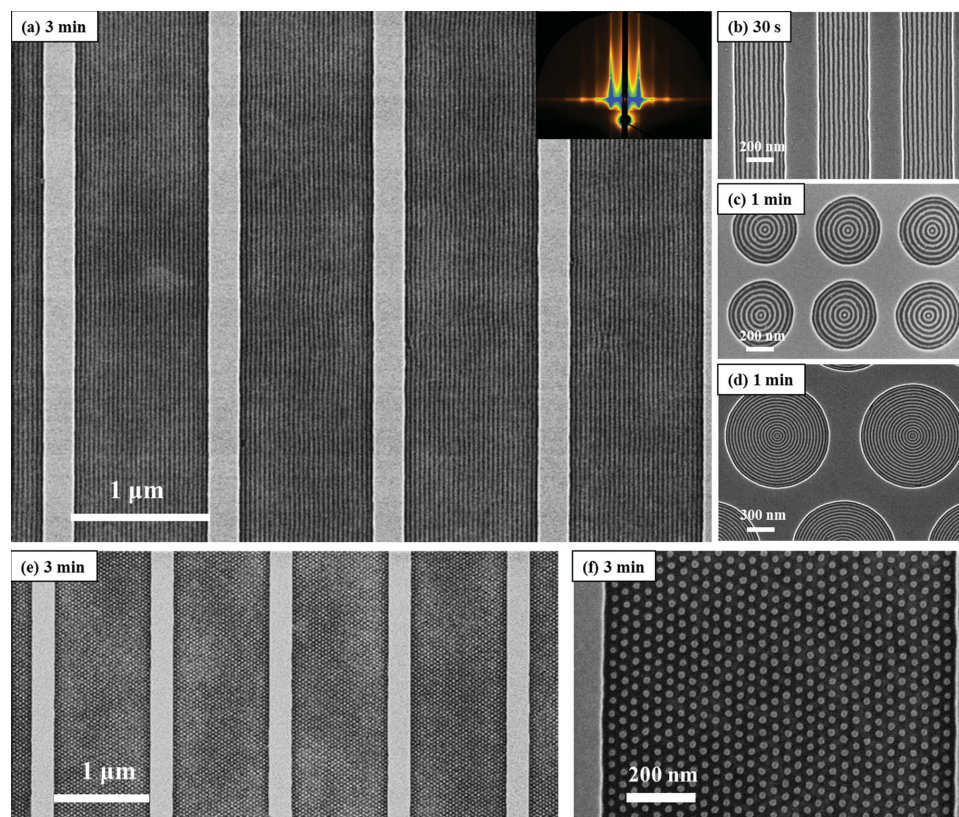 (a) 3 min
1 µm
(b) 30 s
200 nm
(c) 1 min
200 nm
(d) 1 min
300 nm
(e) 3 min
1 µm
(f) 3 min
200 nm